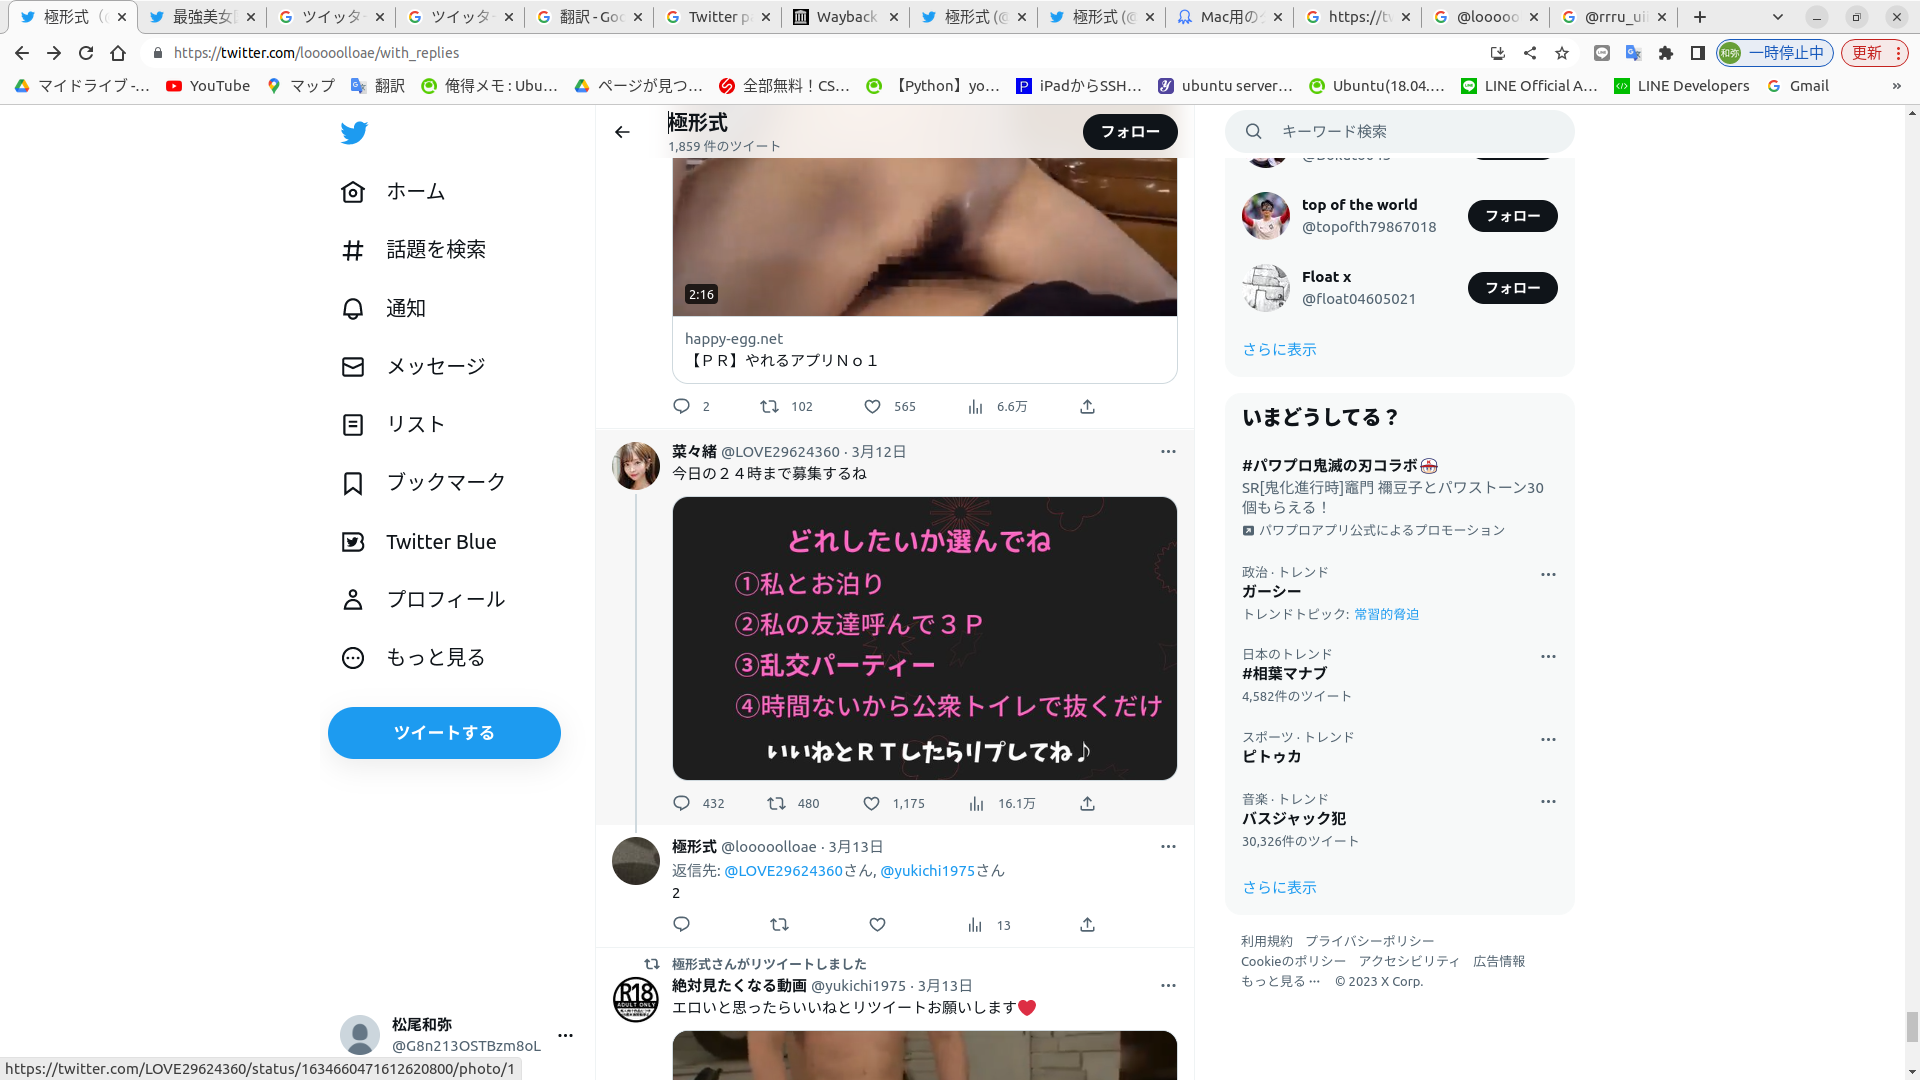 極形式 (@
最強美女図
ツイッター
ツイッター
翻訳 - Goo
Twitter p
Wayback
極形式 (@
極形式 (@
Mac用の
https://tw
@looooo
@rrru_uii
https://twitter.com/looooolloae/with_replies
和弥
一時停止中
更新
マイドライブ -…
YouTube
マップ
翻訳
俺得メモ : Ubu…
ページが見つ…
全部無料！CS…
【Python】yo…
iPadからSSH…
ubuntu server…
Ubuntu(18.04.…
LINE Official A…
LINE Developers
Gmail
»
ホーム
話題を検索
通知
メッセージ
リスト
ブックマーク
Twitter Blue
プロフィール
もっと見る
ツイートする
松尾和弥
@G8n213OSTBzm8oL
https://twitter.com/LOVE29624360/status/1634660471612620800/photo/1
極形式
1,859 件のツイート
フォロー
2:16
happy-egg.net
【ＰＲ】やれるアプリＮｏ１
2
102
565
6.6万
菜々緒 @LOVE29624360 · 3月12日
今日の２４時まで募集するね
どれしたいか選んでね
①私とお泊り
②私の友達呼んで３Ｐ
③乱交パーティー
④時間ないから公衆トイレで抜くだけ
いいねとＲＴしたらリプしてね♪
432
480
1,175
16.1万
極形式 @looooolloae · 3月13日
返信先: @LOVE29624360さん, @yukichi1975さん
2
13
極形式さんがリツイートしました
R18
ADULT ONLY
絶対見たくなる動画 @yukichi1975 · 3月13日
エロいと思ったらいいねとリツイートお願いします❤
キーワード検索
top of the world
@topofth79867018
フォロー
Float x
@float04605021
フォロー
さらに表示
いまどうしてる？
#パワプロ鬼滅の刃コラボ
SR[鬼化進行時]竈門 禰豆子とパワストーン30
個もらえる！
パワプロアプリ公式によるプロモーション
政治 · トレンド
ガーシー
トレンドトピック: 常習的脅迫
日本のトレンド
#相葉マナブ
4,582件のツイート
スポーツ · トレンド
ピトゥカ
音楽 · トレンド
バスジャック犯
30,326件のツイート
さらに表示
利用規約 プライバシーポリシー
Cookieのポリシー アクセシビリティ 広告情報
もっと見る ··· © 2023 X Corp.